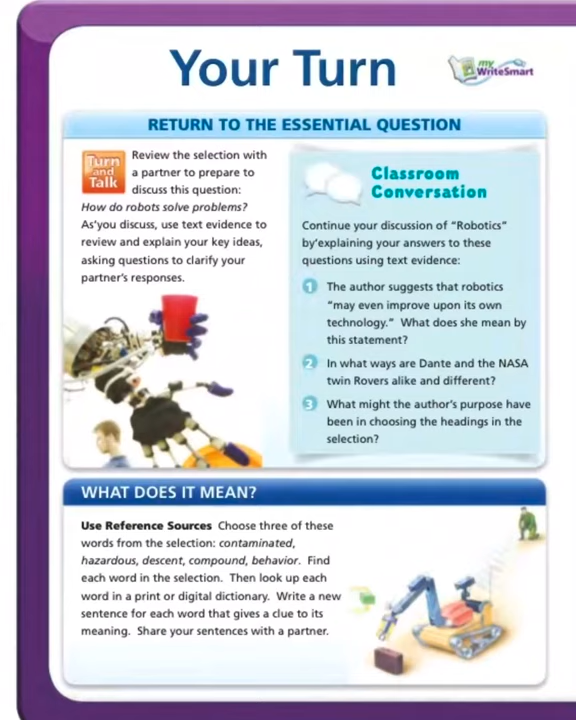 Your Turn
my
WriteSmart
RETURN TO THE ESSENTIAL QUESTION
Turn
and
Talk
Review the selection with
a partner to prepare to
discuss this question:
How do robots solve problems?
As'you discuss, use text evidence to
review and explain your key ideas,
asking questions to clarify your
partner's responses.
Classroom
Conversation
Continue your discussion of “Robotics”
by'explaining your answers to these
questions using text evidence:
1 The author suggests that robotics
“may even improve upon its own
technology.” What does she mean by
this statement?
2 In what ways are Dante and the NASA
twin Rovers alike and different?
3 What might the author's purpose have
been in choosing the headings in the
selection?
WHAT DOES IT MEAN?
Use Reference Sources Choose three of these
words from the selection: contaminated,
hazardous, descent, compound, behavior. Find
each word in the selection. Then look up each
word in a print or digital dictionary. Write a new
sentence for each word that gives a clue to its
meaning. Share your sentences with a partner.